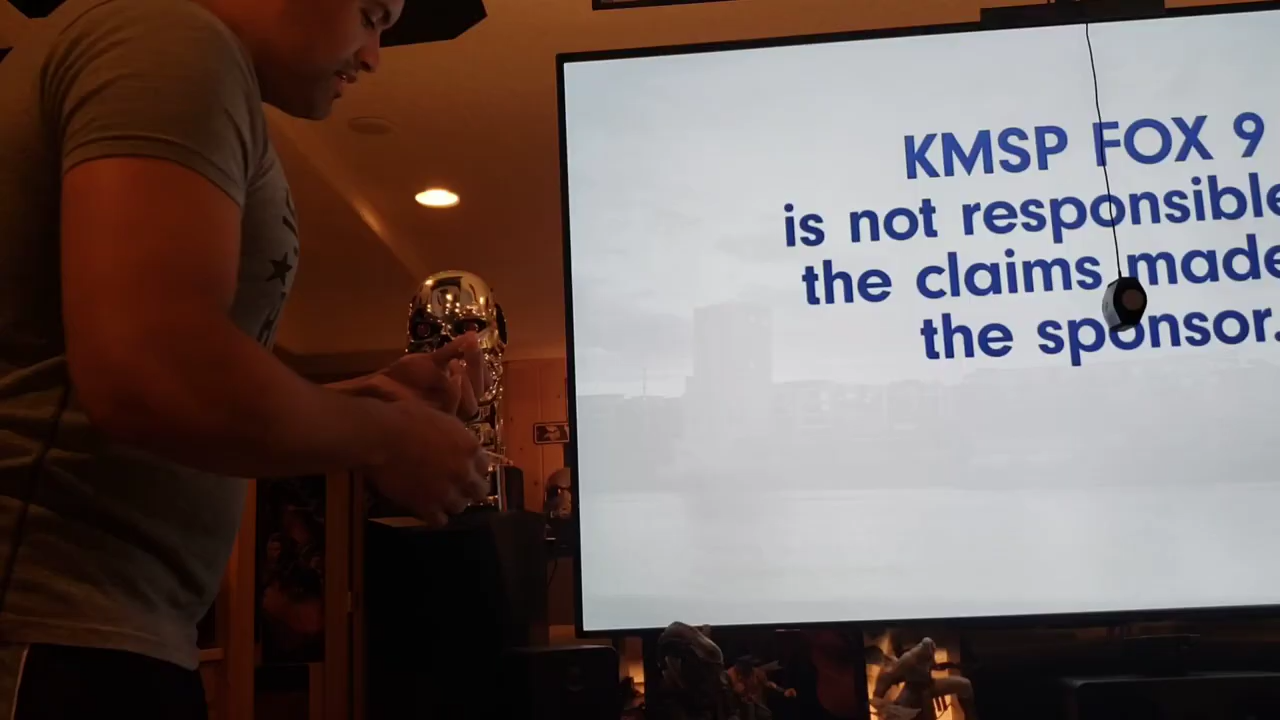 KMSP FOX 9
is not responsible
the claims made
the sponsor.